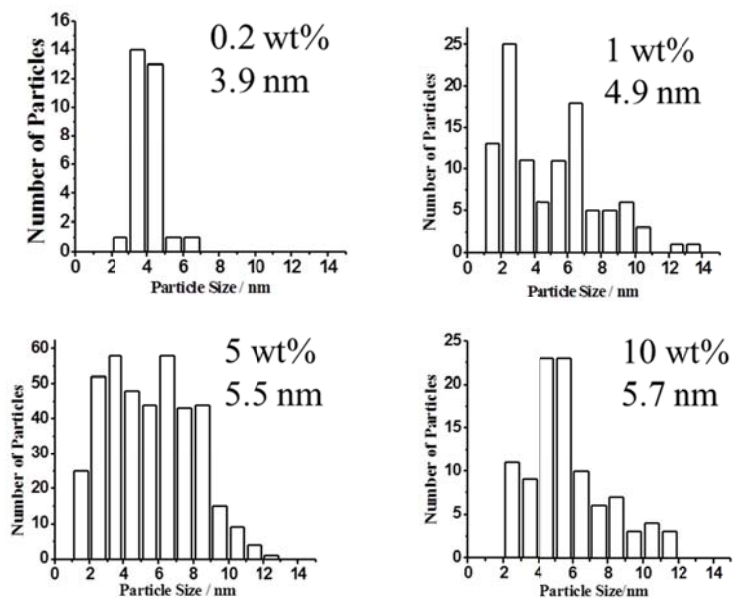 0.2 wt%
3.9 nm
Number of Particles
16
14
12
10
8
6
4
2
1
0
0 2 4 6 8 10 12 14
Particle Size / nm
1 wt%
4.9 nm
Number of Particles
25
20
15
10
5
0
0 2 4 6 8 10 12 14
Particle Size / nm
5 wt%
5.5 nm
Number of Particles
60
50
40
30
20
10
0
0 2 4 6 8 10 12 14
Particle Size / nm
10 wt%
5.7 nm
Number of Particles
25
20
15
10
5
0
0 2 4 6 8 10 12 14
Particle Size/nm